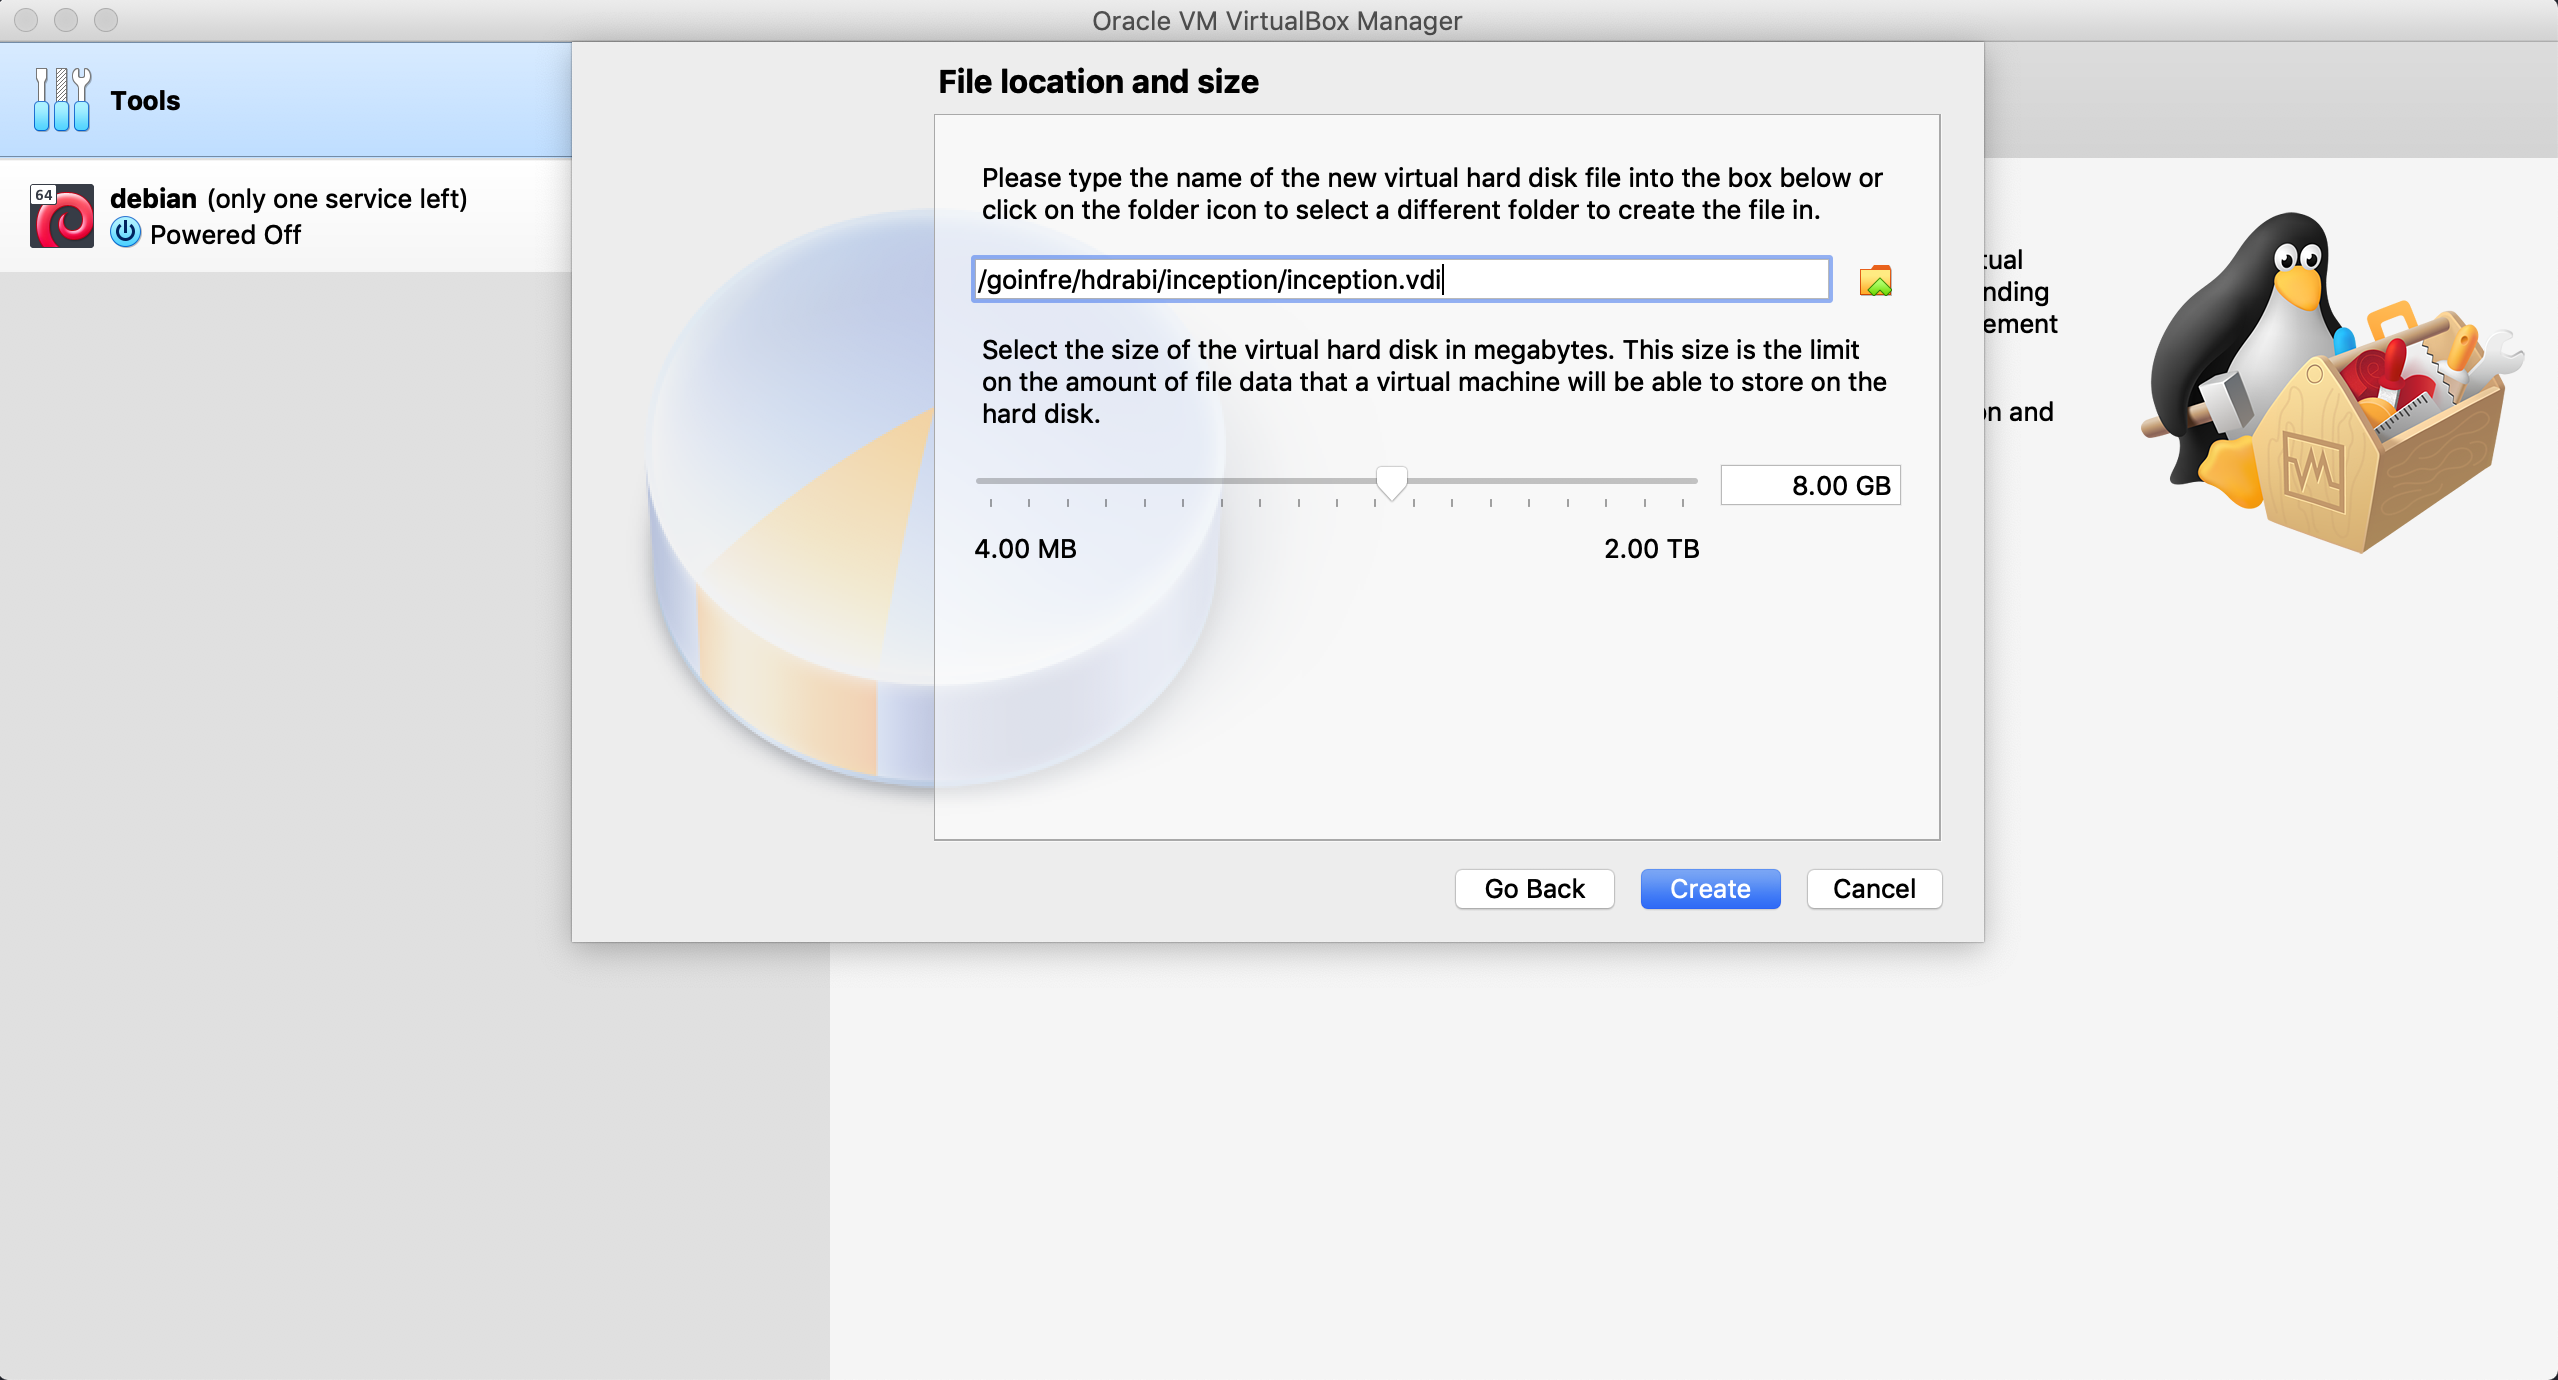 Oracle VM VirtualBox Manager
Tools
64
debian (only one service left)
Powered Off
File location and size
Please type the name of the new virtual hard disk file into the box below or
click on the folder icon to select a different folder to create the file in.
/goinfre/hdrabi/inception/inception.vdi
Select the size of the virtual hard disk in megabytes. This size is the limit
on the amount of file data that a virtual machine will be able to store on the
hard disk.
8.00 GB
4.00 MB
2.00 TB
Go Back
Create
Cancel
tual
nding
ement
n and